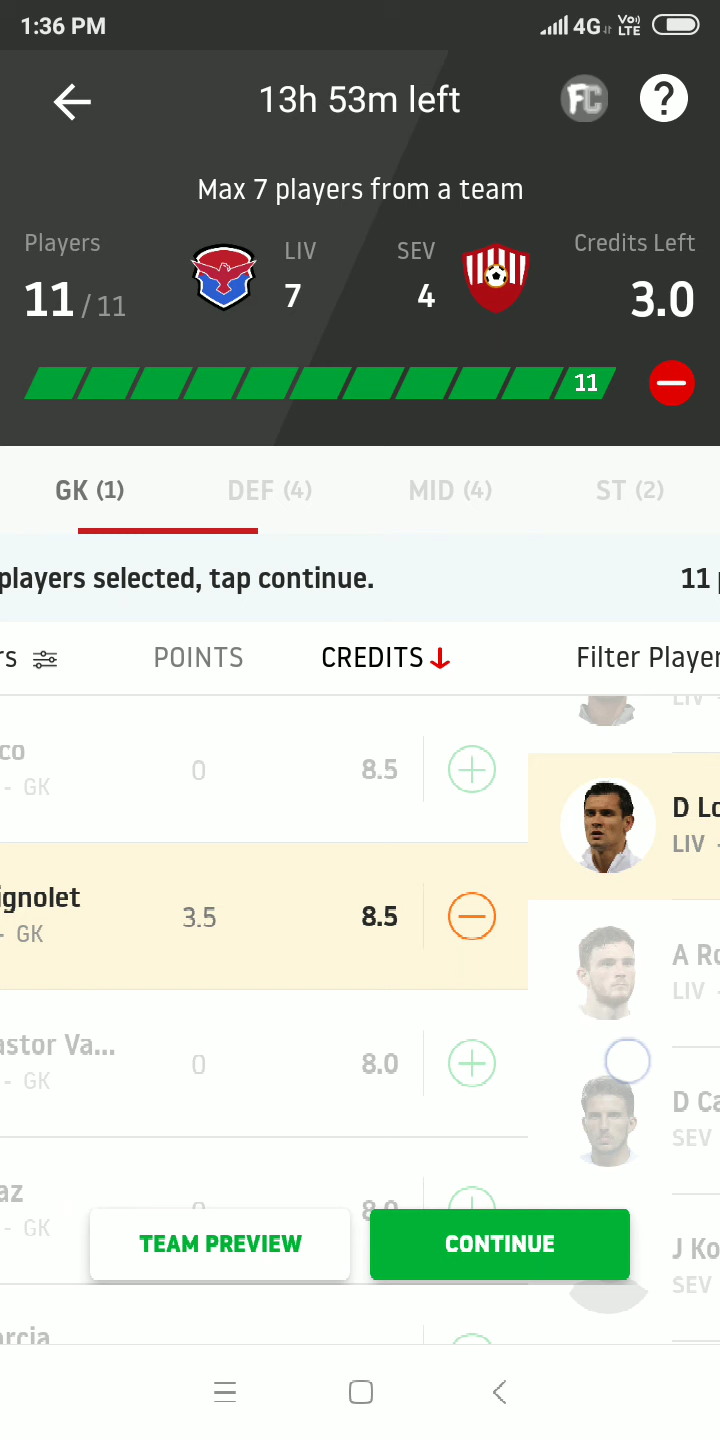 1:36 PM
4G Vo) LTE
13h 53m left
FC ?
Max 7 players from a team
Players
LIV
SEV
Credits Left
11 / 11
7
4
3.0
11
GK (1)
DEF (4)
MID (4)
ST (2)
players selected, tap continue.
11
rs
POINTS
CREDITS
Filter Player
LIV
co
0
8.5
- GK
D Lo
LIV -
ignolet
3.5
8.5
- GK
A Ro
LIV -
astor Va...
0
8.0
- GK
D Ca
SEV
az
0
8.0
- GK
TEAM PREVIEW
CONTINUE
J Ko
SEV
arcia